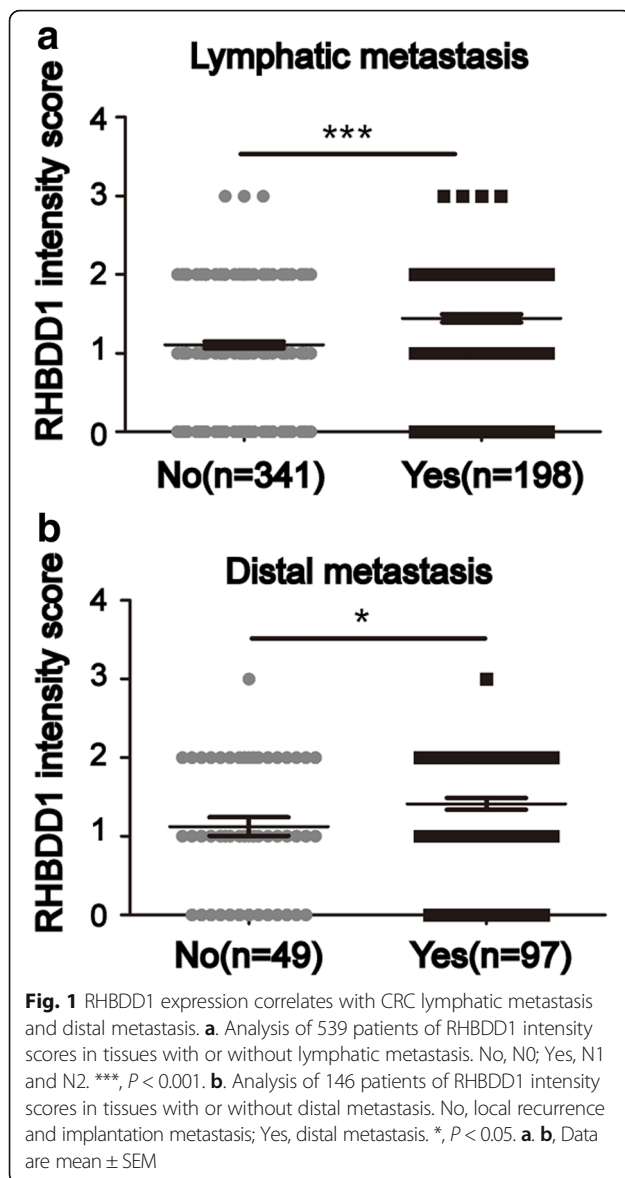 a
Lymphatic metastasis
RHBDD1 intensity score
4
3
2
1
0
***
No(n=341)
Yes(n=198)
b
Distal metastasis
RHBDD1 intensity score
4
3
2
1
0
*
No(n=49)
Yes(n=97)
Fig. 1 RHBDD1 expression correlates with CRC lymphatic metastasis
and distal metastasis. a. Analysis of 539 patients of RHBDD1 intensity
scores in tissues with or without lymphatic metastasis. No, N0; Yes, N1
and N2. ***, P < 0.001. b. Analysis of 146 patients of RHBDD1 intensity
scores in tissues with or without distal metastasis. No, local recurrence
and implantation metastasis; Yes, distal metastasis. *, P < 0.05. a. b, Data
are mean ± SEM